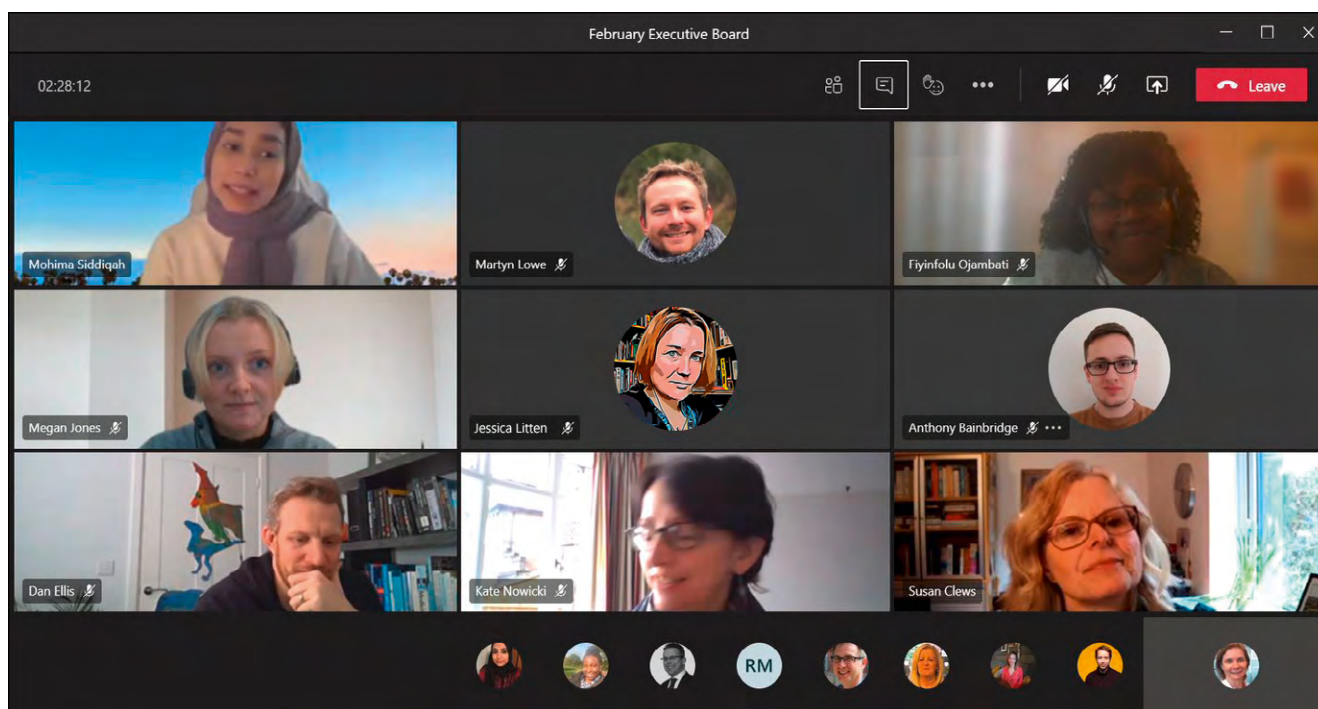 February Executive Board
02:28:12
Leave
Mohima Siddiqah
Martyn Lowe
Fiyinfolu Ojambati
Megan Jones
Jessica Litten
Anthony Bainbridge
Dan Ellis
Kate Nowicki
Susan Clews
RM